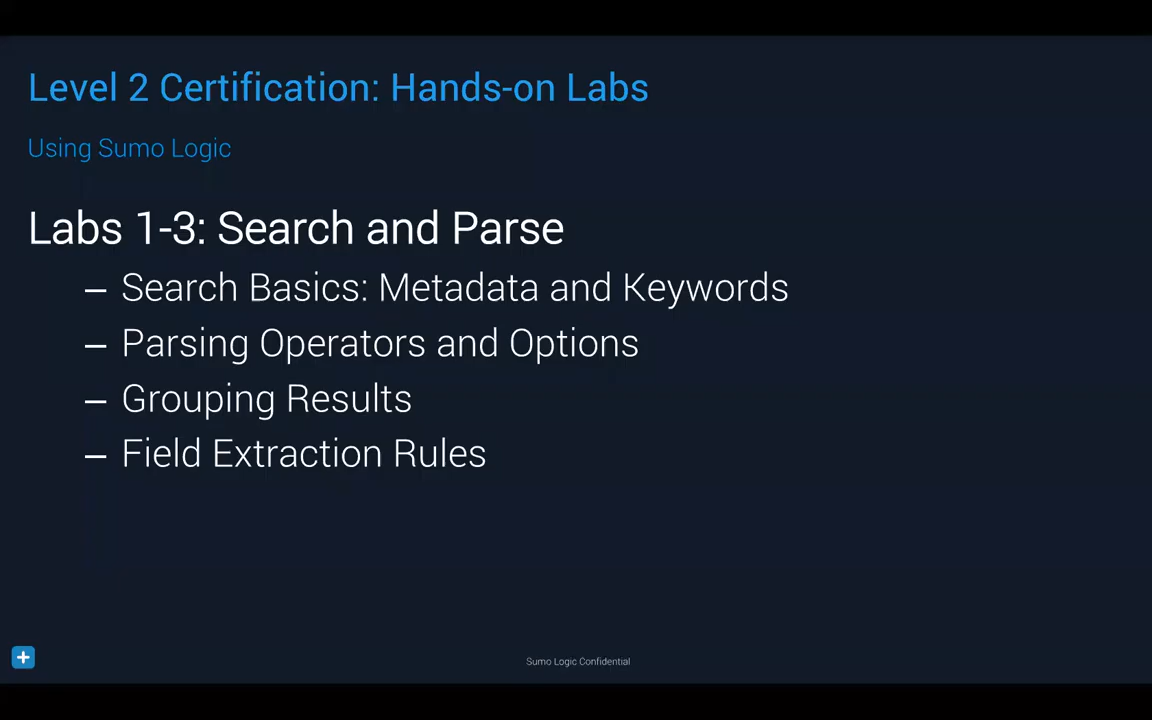 Level 2 Certification: Hands-on Labs
Using Sumo Logic
Labs 1-3: Search and Parse
– Search Basics: Metadata and Keywords
– Parsing Operators and Options
– Grouping Results
– Field Extraction Rules
Sumo Logic Confidential